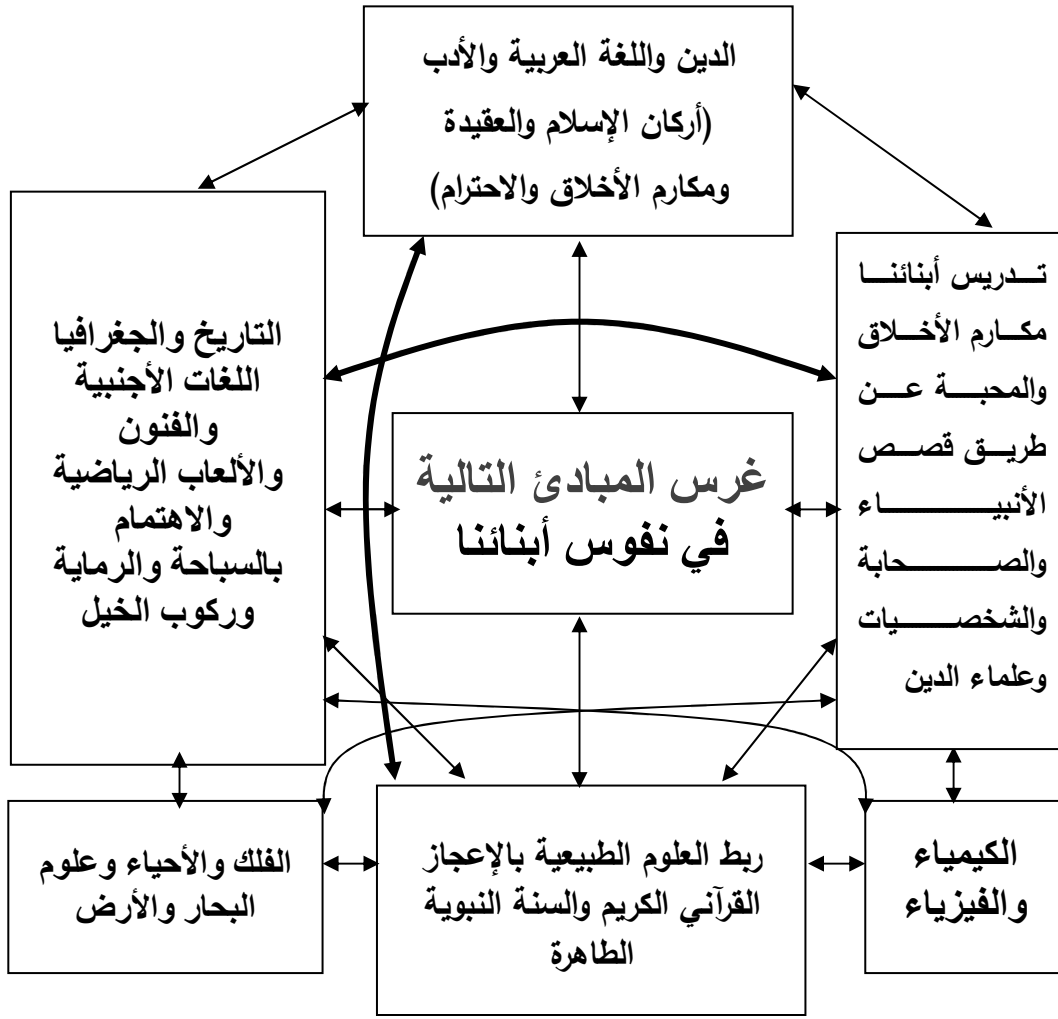 الدين واللغة العربية والأدب
(أركان الإسلام والعقيدة
ومكارم الأخلاق والاحترام)
تدريس أبنائنا
مكارم الأخلاق
والمحبة عن
طريق قصص
الأنبياء
والصحابة
والشخصيات
وعلماء الدين
التاريخ والجغرافيا
اللغات الأجنبية
والفنون
والألعاب الرياضية
والاهتمام
بالسباحة والرماية
وركوب الخيل
غرس المبادئ التالية
في نفوس أبنائنا
الكيمياء
والفيزياء
ربط العلوم الطبيعية بالإعجاز
القرآني الكريم والسنة النبوية
الطاهرة
الفلك والأحياء وعلوم
البحار والأرض